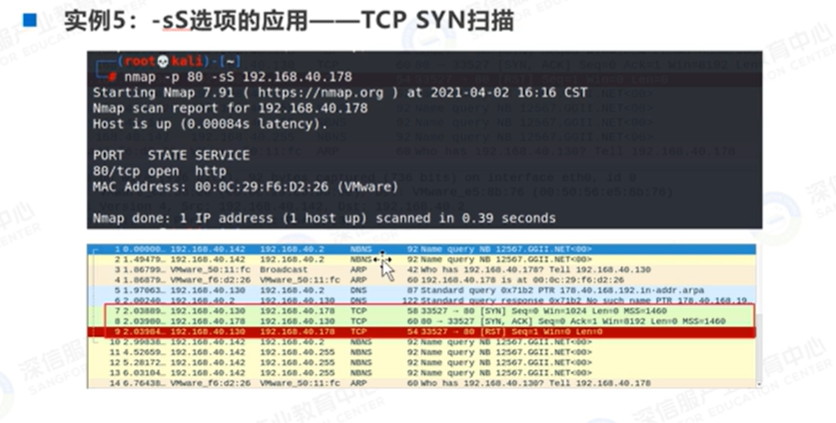 实例5：-sS选项的应用——TCP SYN扫描
(root💀kali)-[~]
# nmap -p 80 -sS 192.168.40.178
Starting Nmap 7.91 ( https://nmap.org ) at 2021-04-02 16:16 CST
Nmap scan report for 192.168.40.178
Host is up (0.00084s latency).
PORT STATE SERVICE
80/tcp open http
MAC Address: 00:0C:29:F6:D2:26 (VMware)
Nmap done: 1 IP address (1 host up) scanned in 0.39 seconds
1 0.00000… 192.168.40.142 192.168.40.2 NBNS 92 Name query NB 12567.GGII.NET<00>
2 1.49479… 192.168.40.142 192.168.40.2 NBNS 92 Name query NB 12567.GGII.NET<00>
3 1.86799… VMware_50:11:fc Broadcast ARP 42 Who has 192.168.40.178? Tell 192.168.40.130
4 1.86879… VMware_f6:d2:26 VMware_50:11:fc ARP 60 192.168.40.178 is at 00:0c:29:f6:d2:26
5 1.97063… 192.168.40.130 192.168.40.2 DNS 87 Standard query 0x71b2 PTR 178.40.168.192.in-addr.arpa
6 2.00240… 192.168.40.2 192.168.40.130 DNS 122 Standard query response 0x71b2 No such name PTR 178.40.168.19…
7 2.03889… 192.168.40.130 192.168.40.178 TCP 58 33527 → 80 [SYN] Seq=0 Win=1024 Len=0 MSS=1460
8 2.03980… 192.168.40.178 192.168.40.130 TCP 60 80 → 33527 [SYN, ACK] Seq=0 Ack=1 Win=8192 Len=0 MSS=1460
9 2.03984… 192.168.40.130 192.168.40.178 TCP 54 33527 → 80 [RST] Seq=1 Win=0 Len=0
10 2.99838… 192.168.40.142 192.168.40.2 NBNS 92 Name query NB 12567.GGII.NET<00>
11 4.52659… 192.168.40.142 192.168.40.255 NBNS 92 Name query NB 12567.GGII.NET<00>
12 5.28172… 192.168.40.142 192.168.40.255 NBNS 92 Name query NB 12567.GGII.NET<00>
13 6.03104… 192.168.40.142 192.168.40.255 NBNS 92 Name query NB 12567.GGII.NET<00>
14 6.76438… VMware_f6:d2:26 VMware_50:11:fc ARP 60 Who has 192.168.40.130? Tell 192.168.40.178